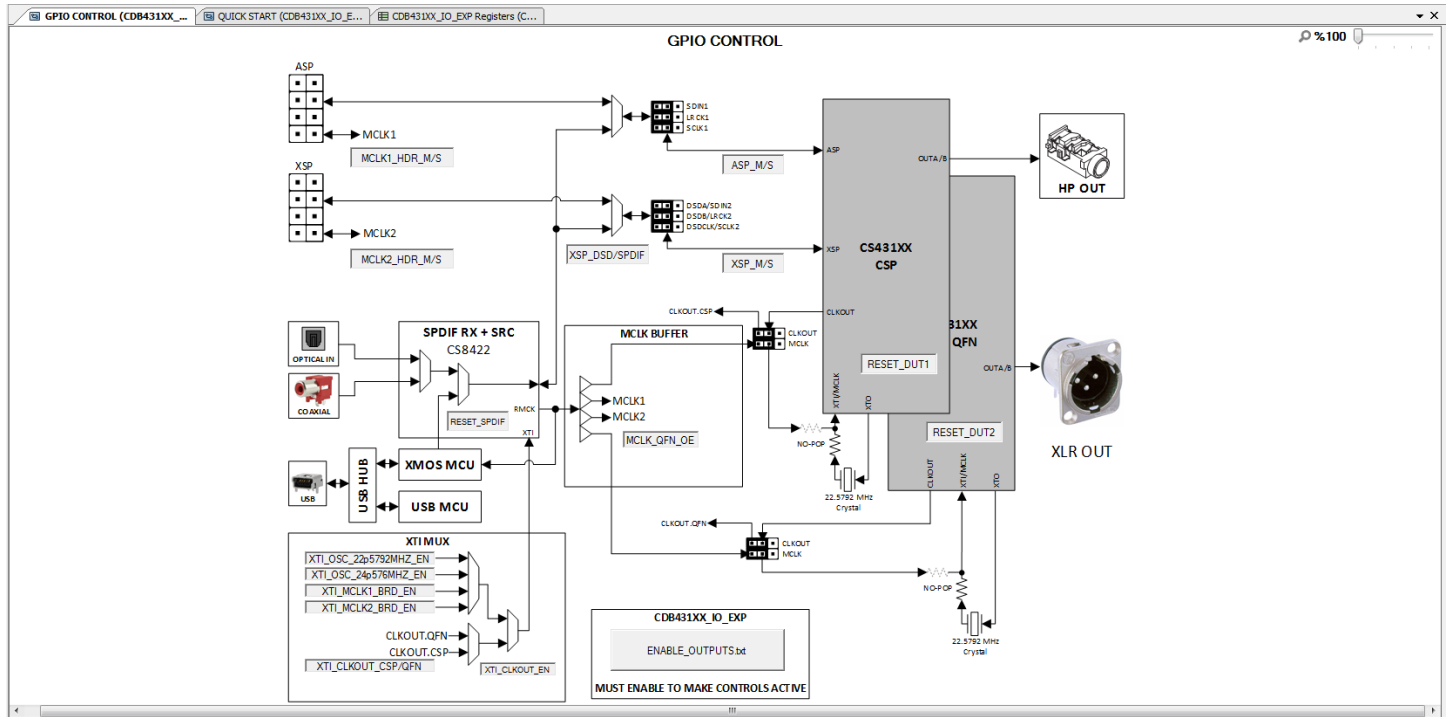 GPIO CONTROL (CDB431XX_...
QUICK START (CDB431XX_IO_E...
CDB431XX_IO_EXP Registers (C...
GPIO CONTROL
%100
ASP
MCLK1
MCLK1_HDR_M/S
SDIN1
LRCK1
SCLK1
ASP_M/S
XSP
MCLK2
MCLK2_HDR_M/S
XSP_DSD/SPDIF
DSDA/SDIN2
DSDB/LRCK2
DSDCLK/SCLK2
XSP_M/S
ASP
OUTA/B
XSP
CS431XX
CSP
CLKOUT
RESET_DUT1
XTI/MCLK
XTO
HP OUT
31XX
QFN
OUTA/B
RESET_DUT2
CLKOUT
XTI/MCLK
XTO
XLR OUT
OPTICAL IN
COAXIAL
SPDIF RX + SRC
CS8422
RESET_SPDIF
RMCK
XTI
MCLK BUFFER
MCLK1
MCLK2
MCLK_QFN_OE
CLKOUT.CSP
CLKOUT
MCLK
NO-POP
22.5792 MHz
Crystal
USB
USB HUB
XMOS MCU
USB MCU
CLKOUT.QFN
CLKOUT
MCLK
NO-POP
22.5792 MHz
Crystal
XTI MUX
XTI_OSC_22p5792MHZ_EN
XTI_OSC_24p576MHZ_EN
XTI_MCLK1_BRD_EN
XTI_MCLK2_BRD_EN
CLKOUT.QFN
CLKOUT.CSP
XTI_CLKOUT_CSP/QFN
XTI_CLKOUT_EN
CDB431XX_IO_EXP
ENABLE_OUTPUTS.txt
MUST ENABLE TO MAKE CONTROLS ACTIVE